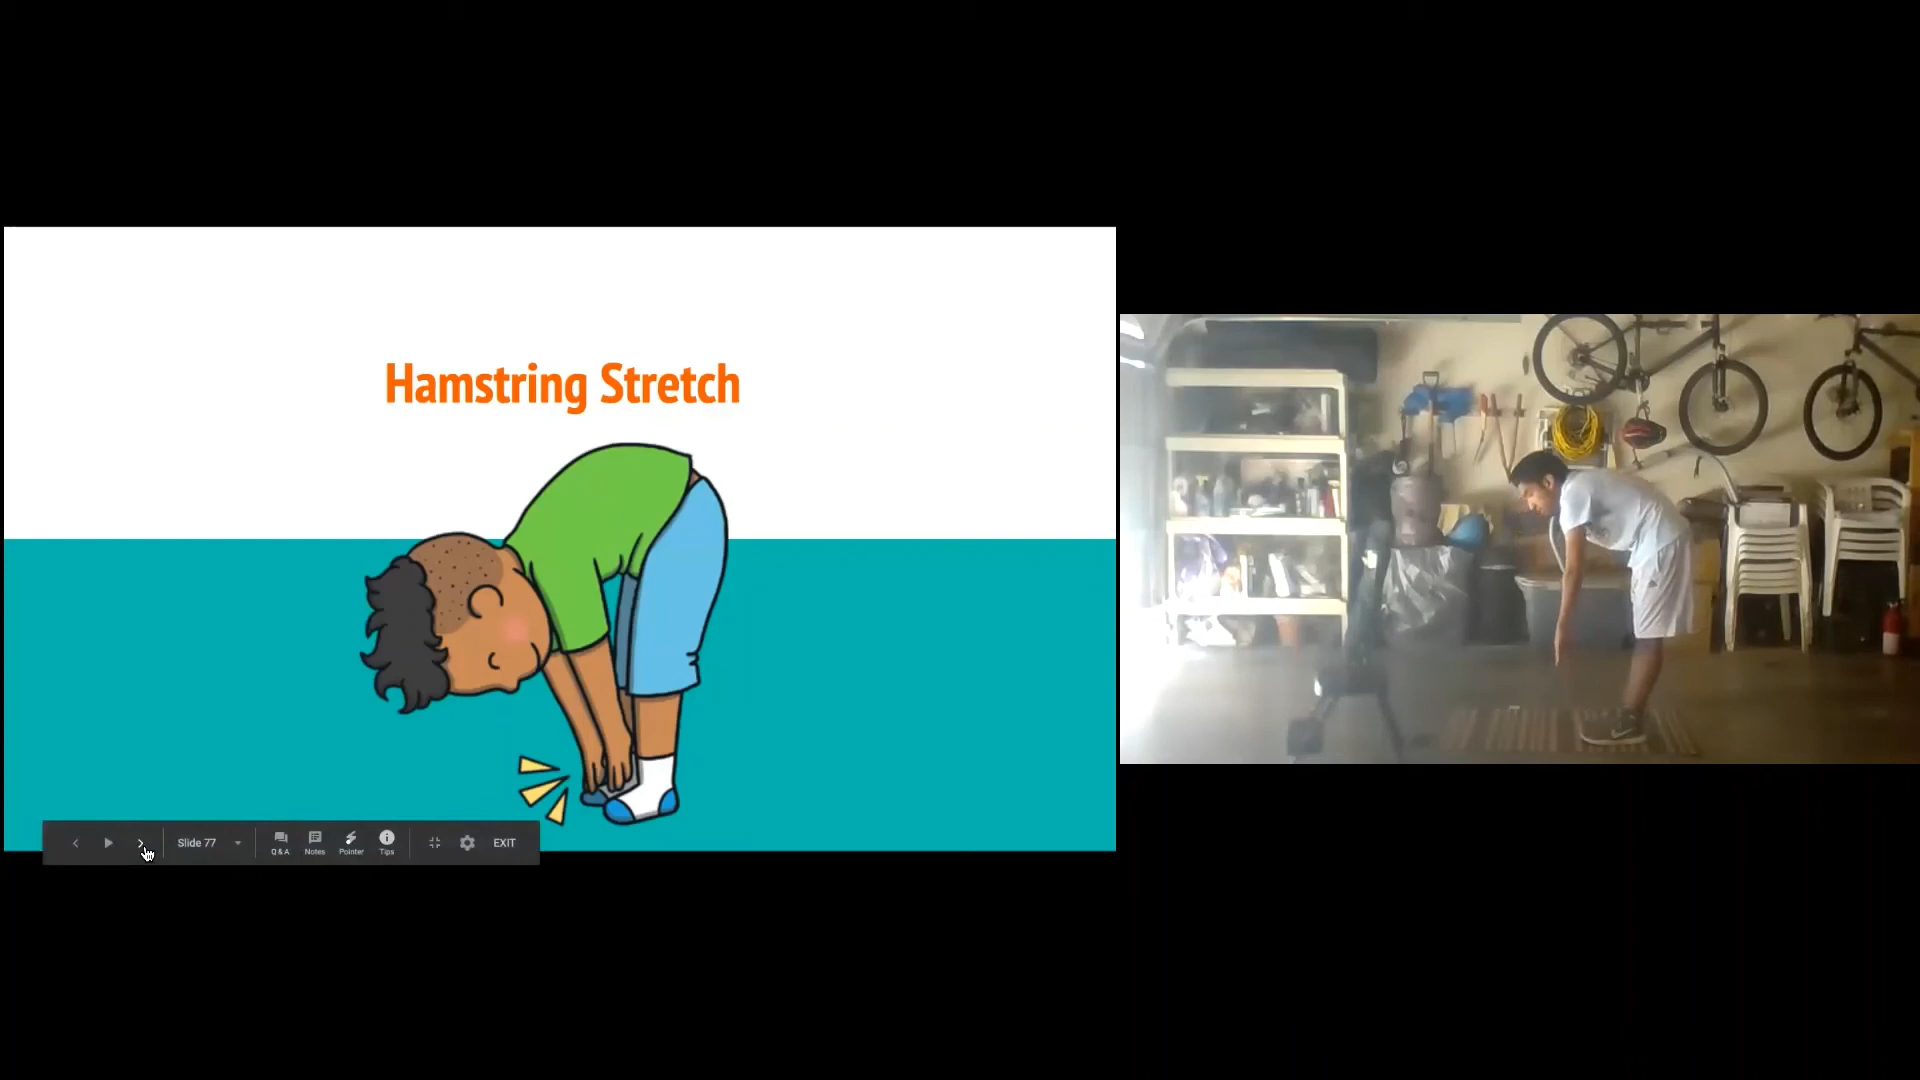 Hamstring Stretch
Slide 77
Q & A
Notes
Pointer
Tips
EXIT